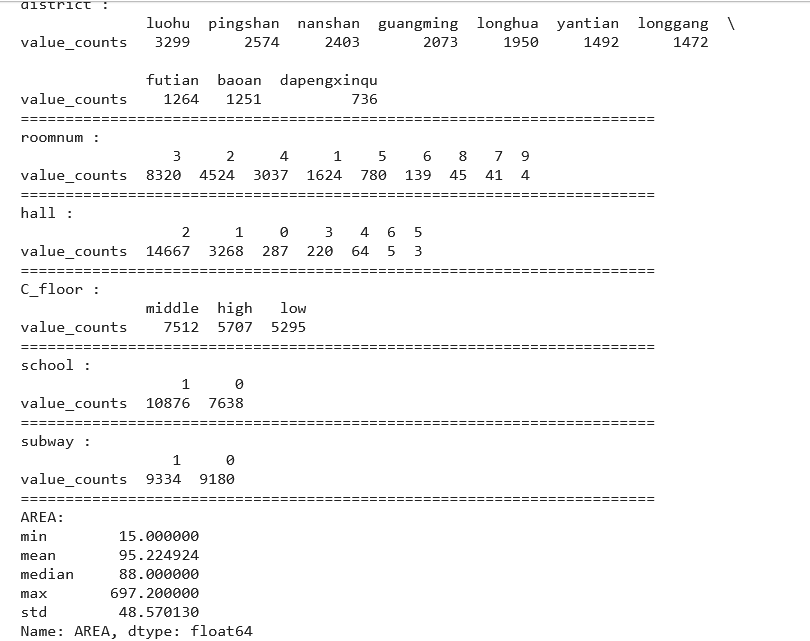 district :
luohu pingshan nanshan guangming longhua yantian longgang \
value_counts 3299 2574 2403 2073 1950 1492 1472
futian baoan dapengxinqu
value_counts 1264 1251 736
=======================================================================
roomnum :
3 2 4 1 5 6 8 7 9
value_counts 8320 4524 3037 1624 780 139 45 41 4
=======================================================================
hall :
2 1 0 3 4 6 5
value_counts 14667 3268 287 220 64 5 3
=======================================================================
C_floor :
middle high low
value_counts 7512 5707 5295
=======================================================================
school :
1 0
value_counts 10876 7638
=======================================================================
subway :
1 0
value_counts 9334 9180
=======================================================================
AREA:
min 15.000000
mean 95.224924
median 88.000000
max 697.200000
std 48.570130
Name: AREA, dtype: float64